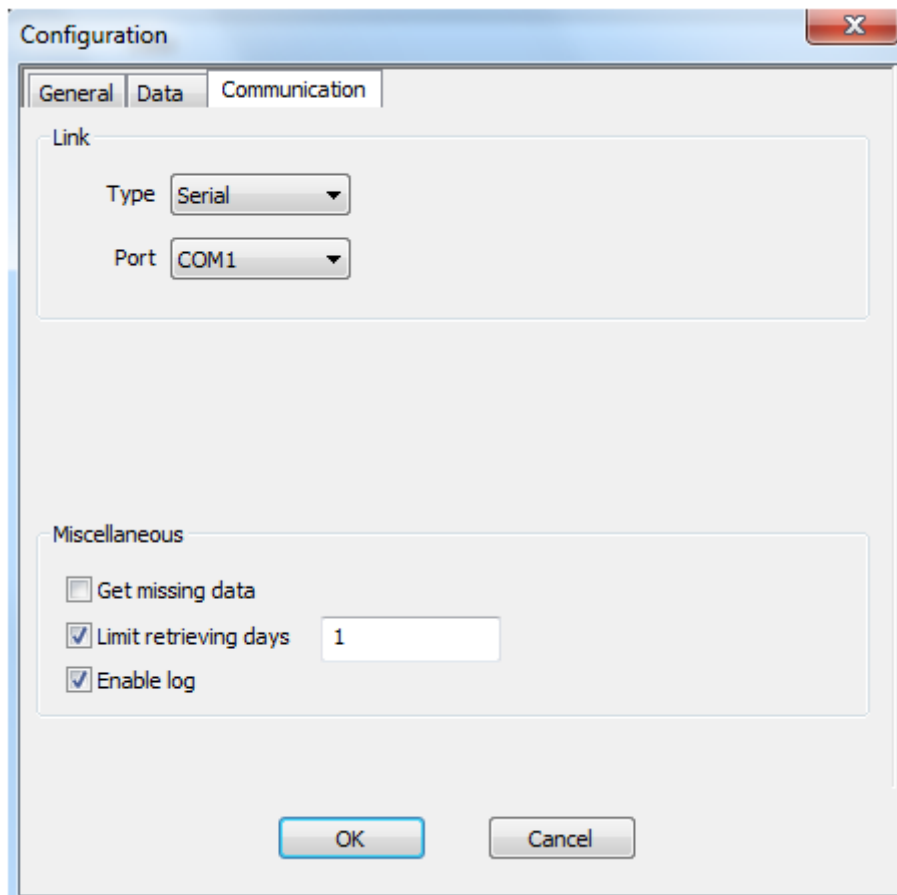 Configuration
General Data Communication
Link
Type Serial
Port COM1
Miscellaneous
Get missing data
Limit retrieving days 1
Enable log
OK Cancel